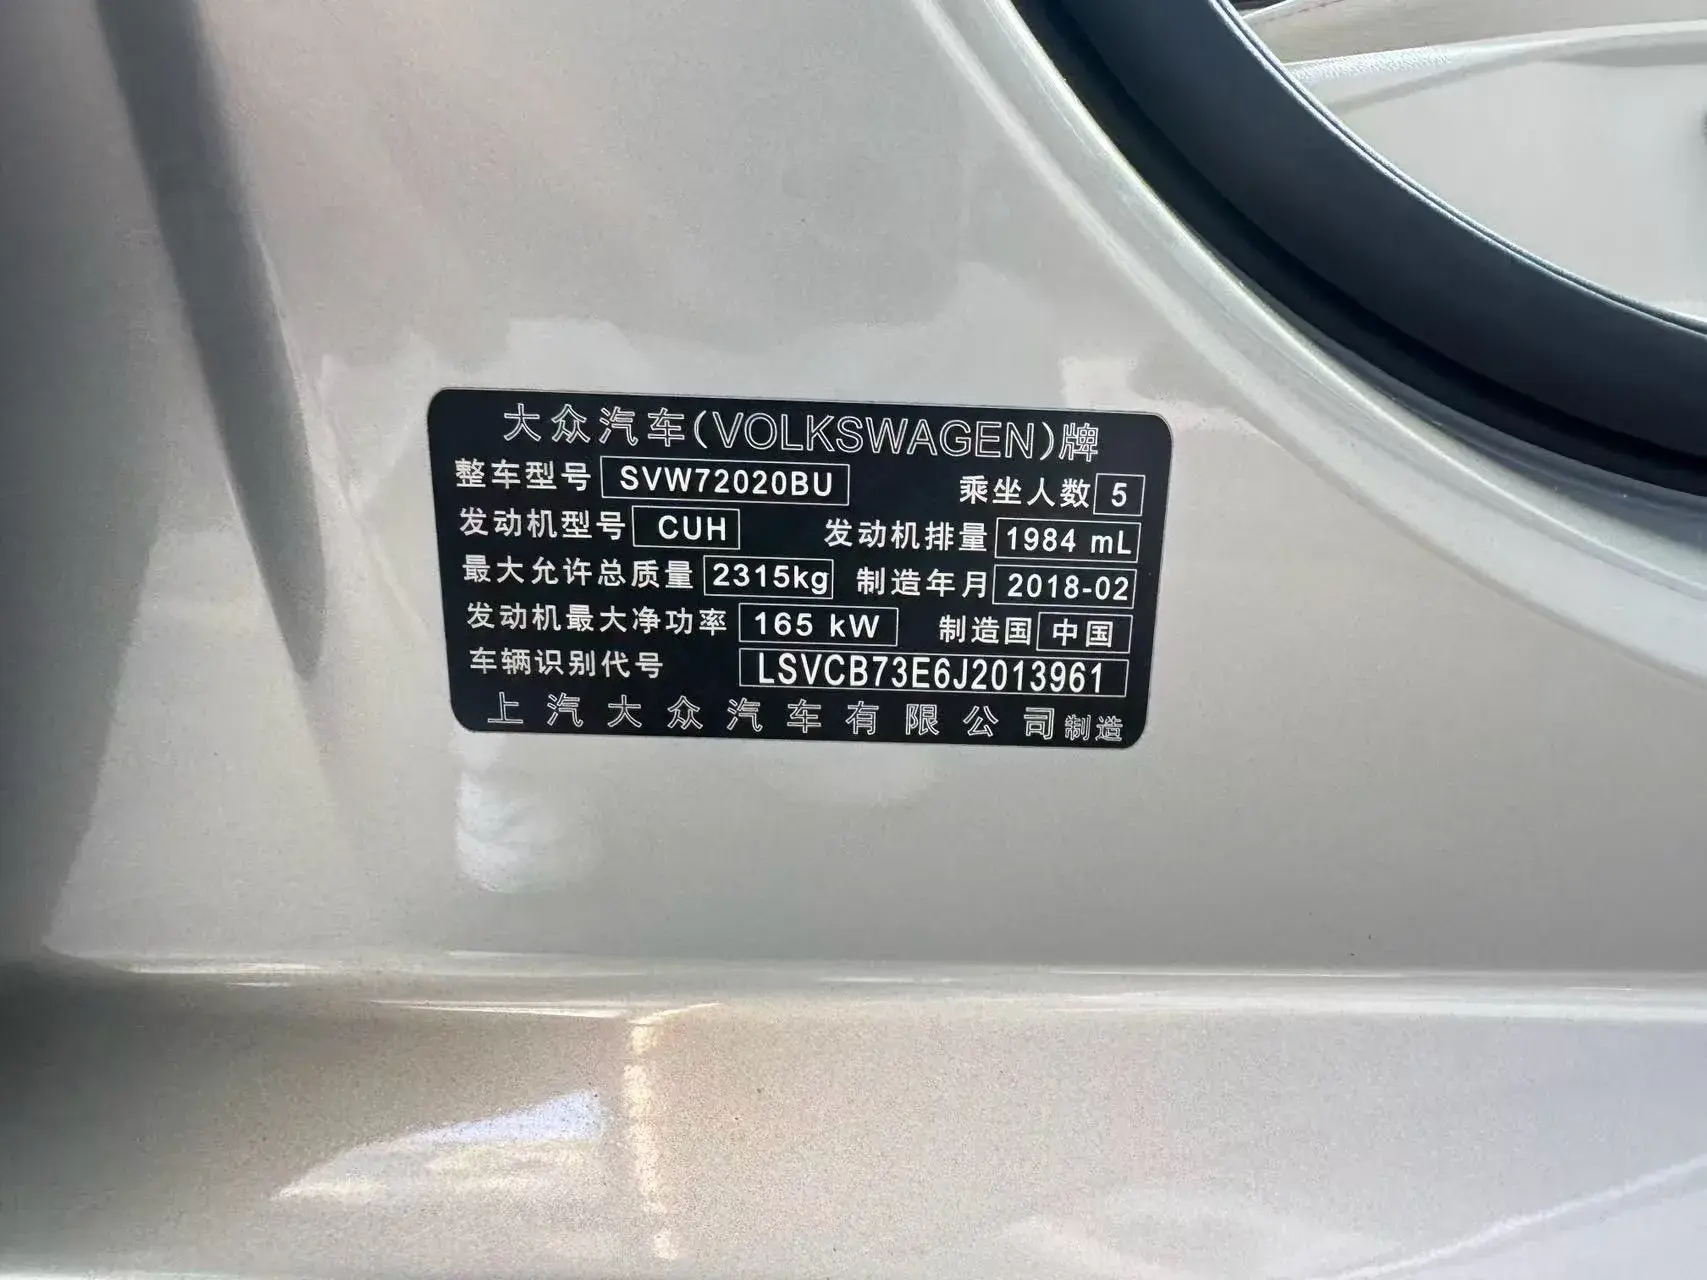 大众汽车(VOLKSWAGEN)牌
整车型号 SVW72020BU 乘坐人数 5
发动机型号 CUH 发动机排量 1984 mL
最大允许总质量 2315kg 制造年月 2018-02
发动机最大净功率 165 kW 制造国 中国
车辆识别代号 LSVCB73E6J2013961
上汽大众汽车有限公司制造